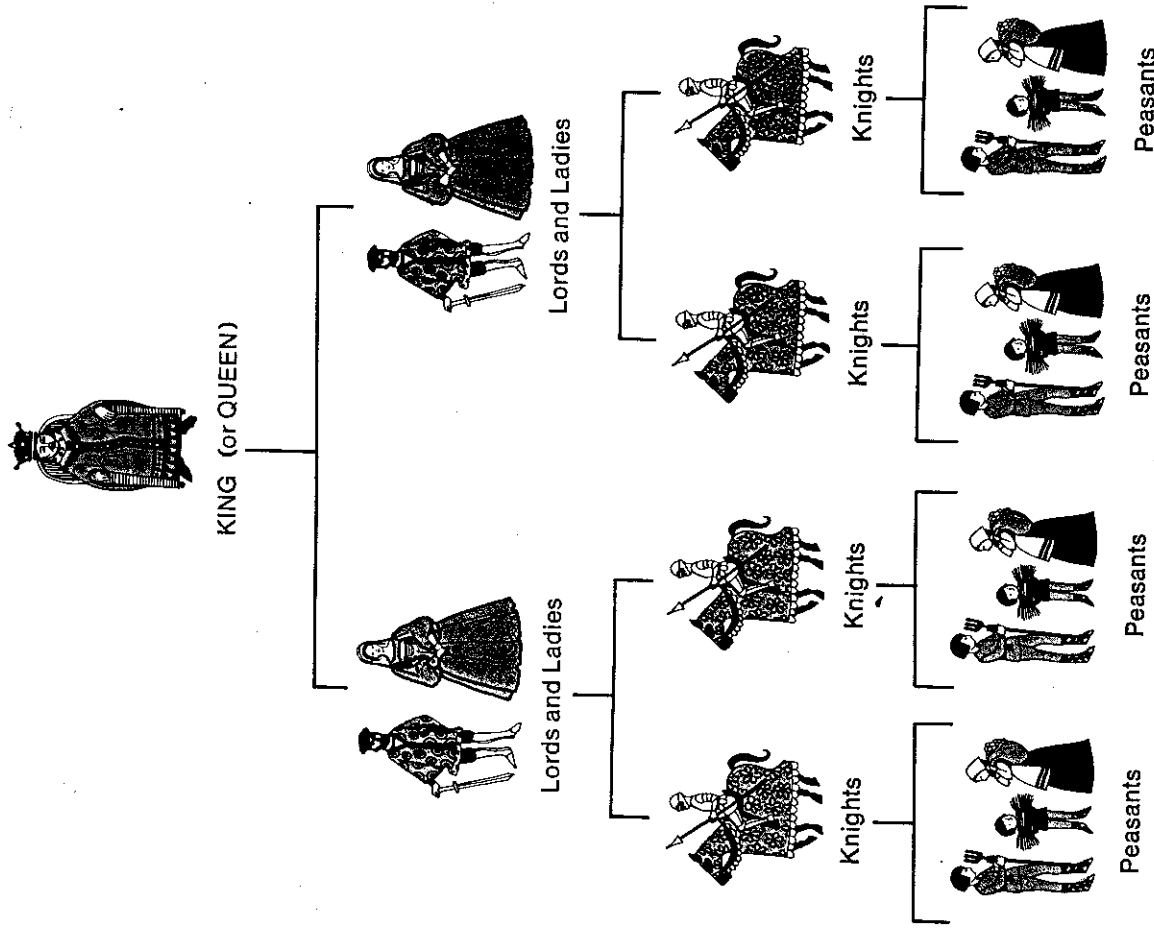 KING (or QUEEN)
Lords and Ladies
Lords and Ladies
Knights
Knights
Knights
Knights
Peasants
Peasants
Peasants
Peasants